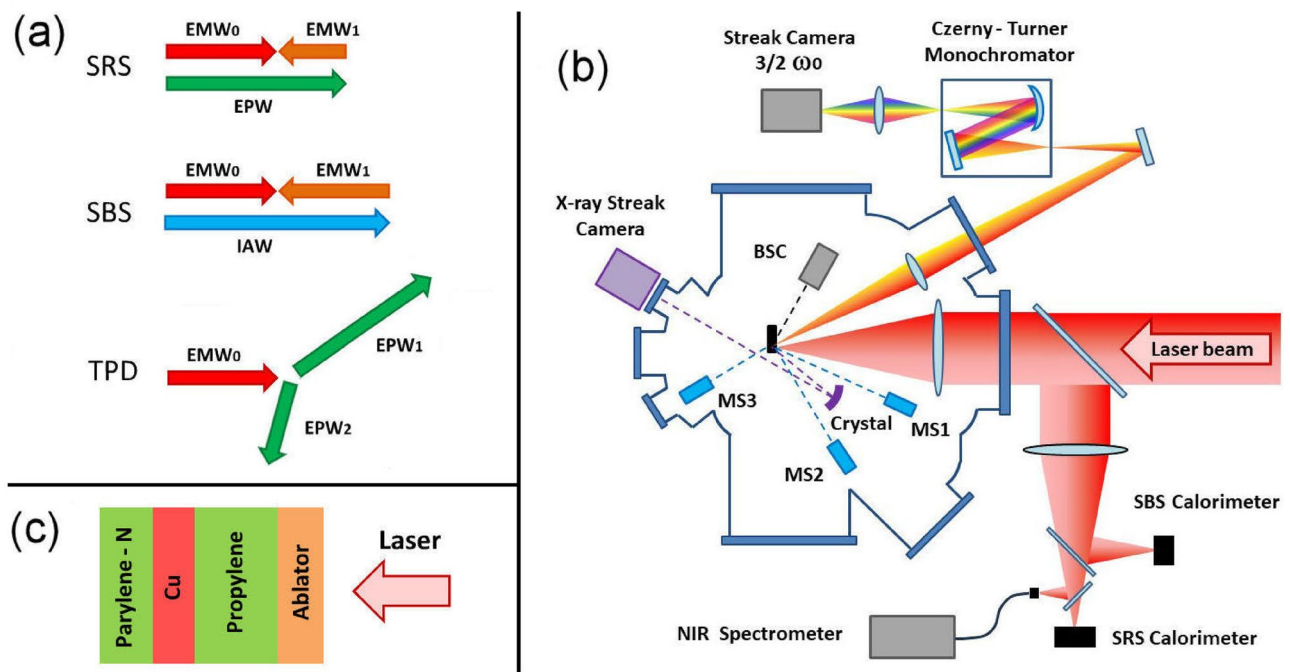 (a)
SRS
EMW0
EMW1
EPW
SBS
EMW0
EMW1
IAW
TPD
EMW0
EPW1
EPW2
(b)
Streak Camera
3/2 ω0
Czerny - Turner
Monochromator
X-ray Streak
Camera
BSC
Laser beam
MS3
Crystal
MS1
MS2
SBS Calorimeter
NIR Spectrometer
SRS Calorimeter
(c)
Parylene - N
Cu
Propylene
Ablator
Laser